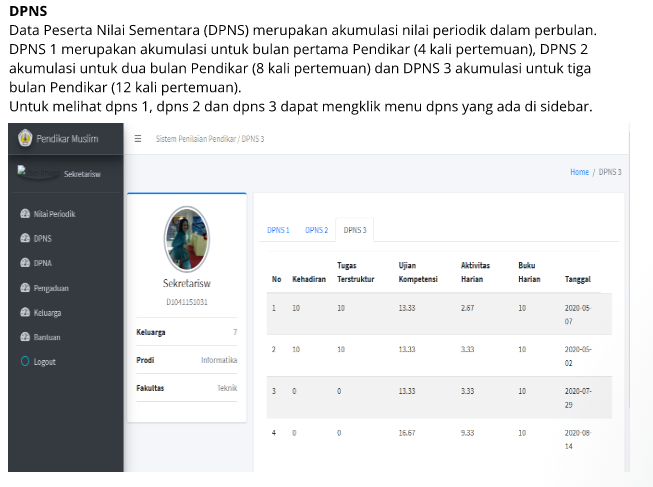 DPNS
Data Peserta Nilai Sementara (DPNS) merupakan akumulasi nilai periodik dalam perbulan.
DPNS 1 merupakan akumulasi untuk bulan pertama Pendikar (4 kali pertemuan), DPNS 2
akumulasi untuk dua bulan Pendikar (8 kali pertemuan) dan DPNS 3 akumulasi untuk tiga
bulan Pendikar (12 kali pertemuan).
Untuk melihat dpns 1, dpns 2 dan dpns 3 dapat mengklik menu dpns yang ada di sidebar.
Pendikar Muslim
Sistem Penilaian Pendikar / DPNS 3
Sekretarisw
Home / DPNS 3
Nilai Periodik
DPNS
DPNA
Pengaduan
Keluarga
Bantuan
Logout
Sekretarisw
D1041151031
Keluarga 7
Prodi Informatika
Fakultas Teknik
DPNS 1 DPNS 2 DPNS 3
No Kehadiran Tugas Terstruktur Ujian Kompetensi Aktivitas Harian Buku Harian Tanggal
1 10 10 13.33 2.67 10 2020-05-07
2 10 10 13.33 3.33 10 2020-05-02
3 0 0 13.33 3.33 10 2020-07-29
4 0 0 16.67 9.33 10 2020-08-14